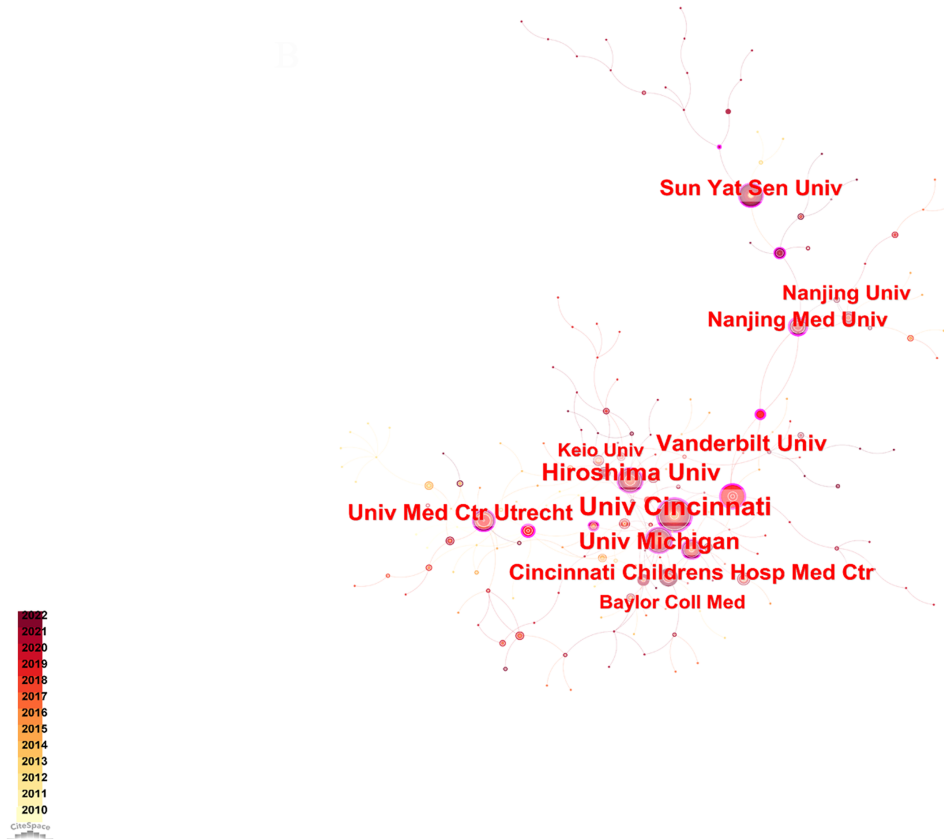 B
Sun Yat Sen Univ
Nanjing Univ
Nanjing Med Univ
Vanderbilt Univ
Keio Univ
Hiroshima Univ
Univ Cincinnati
Univ Med Ctr Utrecht
Univ Michigan
Cincinnati Childrens Hosp Med Ctr
Baylor Coll Med
2022
2021
2020
2019
2018
2017
2016
2015
2014
2013
2012
2011
2010
CiteSpace